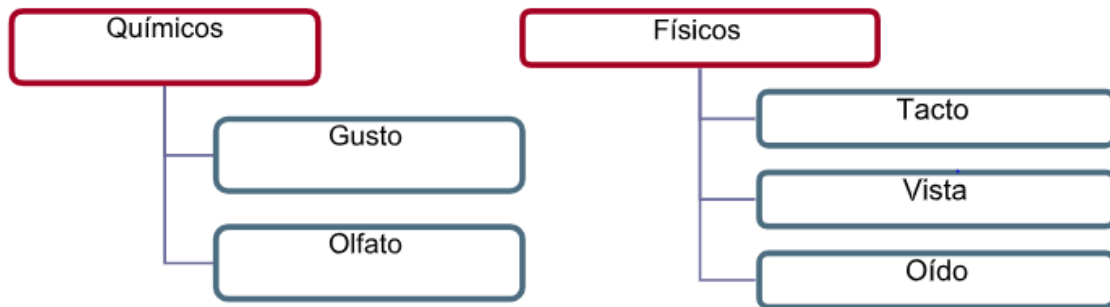 Químicos
Gusto
Olfato
Físicos
Tacto
Vista
Oído